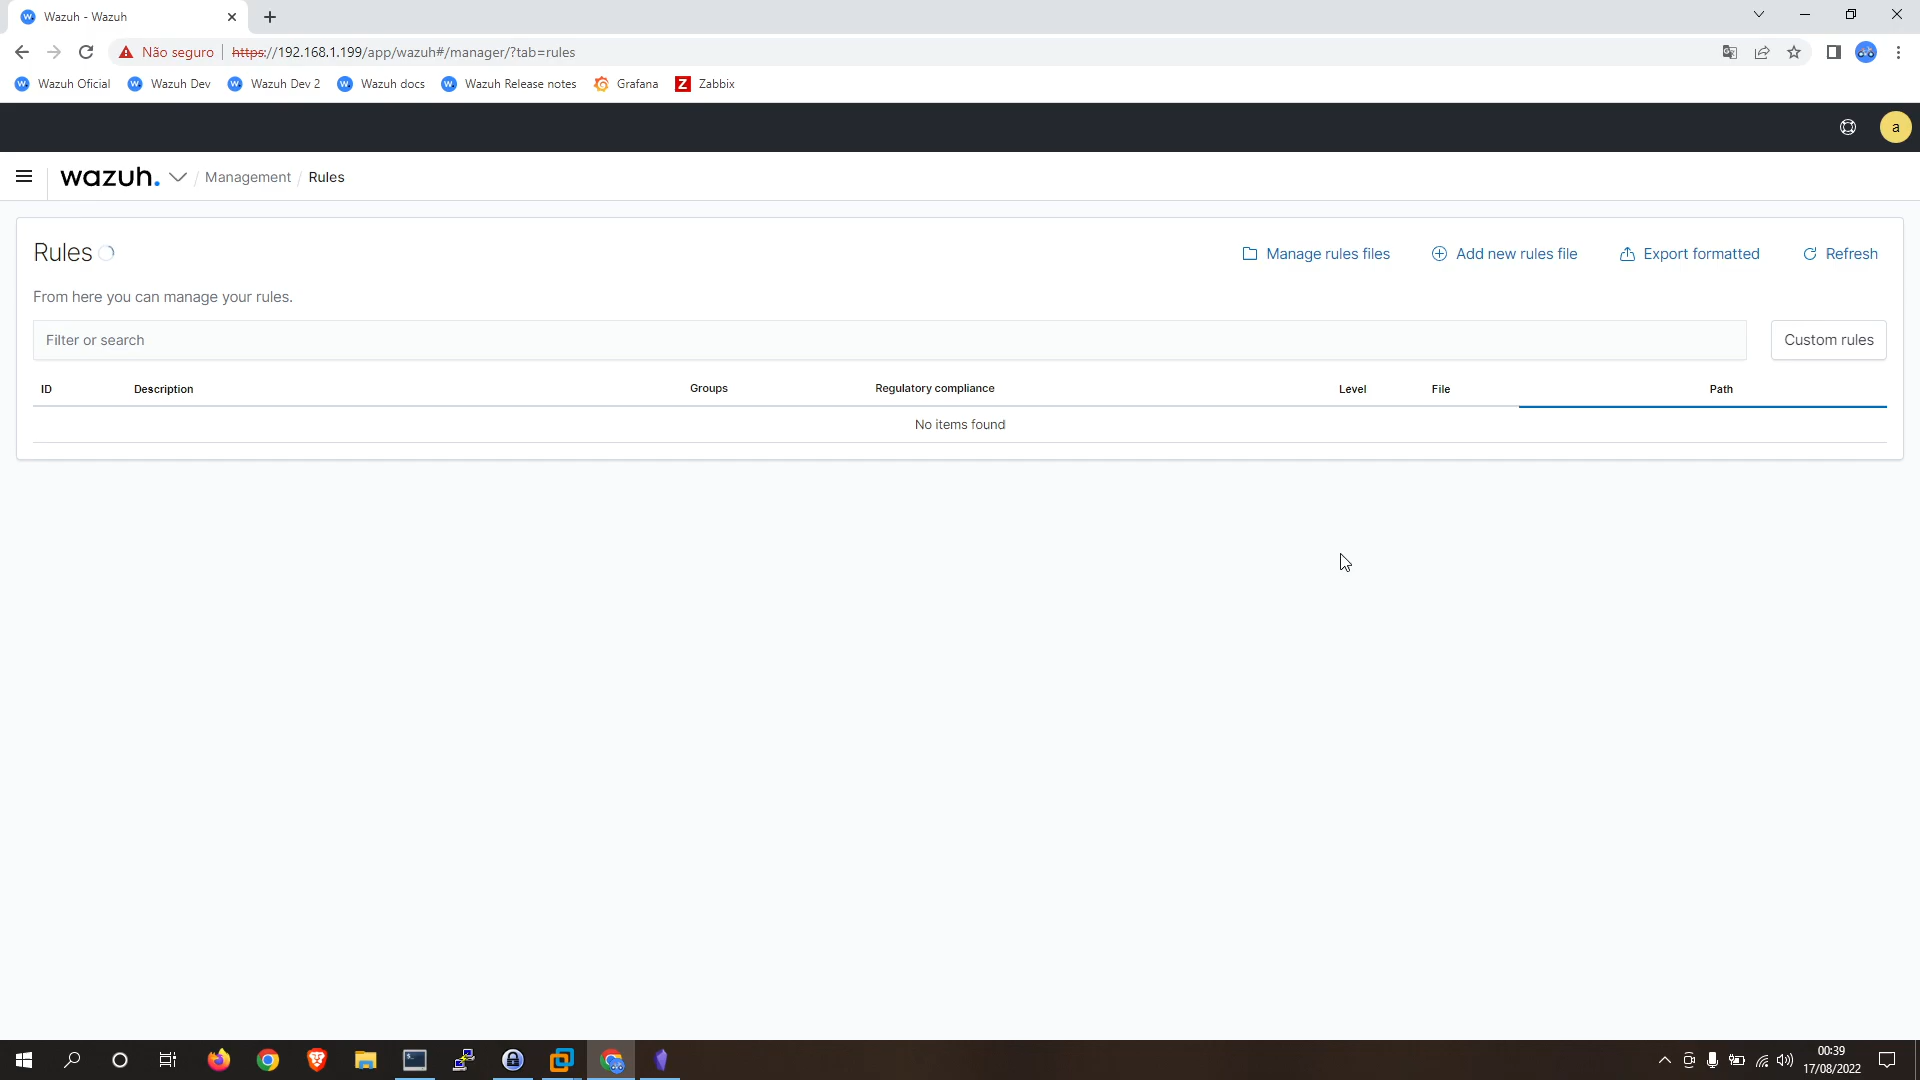 Wazuh - Wazuh
Não seguro https://192.168.1.199/app/wazuh#/manager/?tab=rules
Wazuh Oficial Wazuh Dev Wazuh Dev 2 Wazuh docs Wazuh Release notes Grafana Zabbix
a
wazuh. / Management / Rules
Rules Manage rules files Add new rules file Export formatted Refresh
From here you can manage your rules.
Filter or search Custom rules
ID Description Groups Regulatory compliance Level File Path
No items found
00:39
17/08/2022